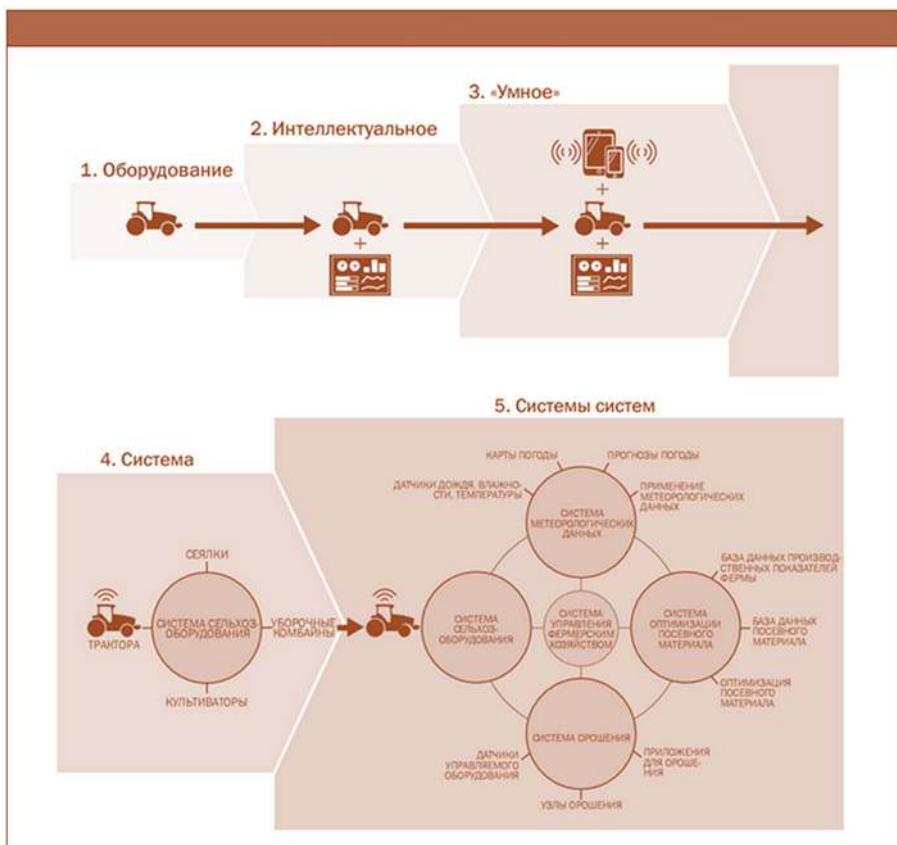 3. «Умное»
2. Интеллектуальное
1. Оборудование
5. Системы систем
4. Система
КАРТЫ ПОГОДЫ
ПРОГНОЗЫ ПОГОДЫ
ДАТЧИКИ ДОЖДЯ, ВЛАЖНО-
СТИ, ТЕМПЕРАТУРЫ
ПРИМЕНЕНИЕ
МЕТЕОРОЛОГИЧЕСКИХ
ДАННЫХ
СИСТЕМА
МЕТЕОРОЛОГИЧЕСКИХ
ДАННЫХ
СЕЯЛКИ
БАЗА ДАННЫХ ПРОИЗВОД-
СТВЕННЫХ ПОКАЗАТЕЛЕЙ
ФЕРМЫ
ТРАКТОРА
СИСТЕМА СЕЛЬХОЗ-
ОБОРУДОВАНИЯ
УБОРОЧНЫЕ
КОМБАЙНЫ
СИСТЕМА
СЕЛЬХОЗ-
ОБОРУДОВАНИЯ
СИСТЕМА
УПРАВЛЕНИЯ
ФЕРМЕРСКИМ
ХОЗЯЙСТВОМ
СИСТЕМА
ОПТИМИЗАЦИИ
ПОСЕВНОГО
МАТЕРИАЛА
БАЗА ДАННЫХ
ПОСЕВНОГО
МАТЕРИАЛА
КУЛЬТИВАТОРЫ
ОПТИМИЗАЦИЯ
ПОСЕВНОГО
МАТЕРИАЛА
СИСТЕМА ОРОШЕНИЯ
ДАТЧИКИ
УПРАВЛЯЕМОГО
ОБОРУДОВАНИЯ
ПРИЛОЖЕНИЯ
ДЛЯ ОРОШЕ-
НИЯ
УЗЛЫ ОРОШЕНИЯ